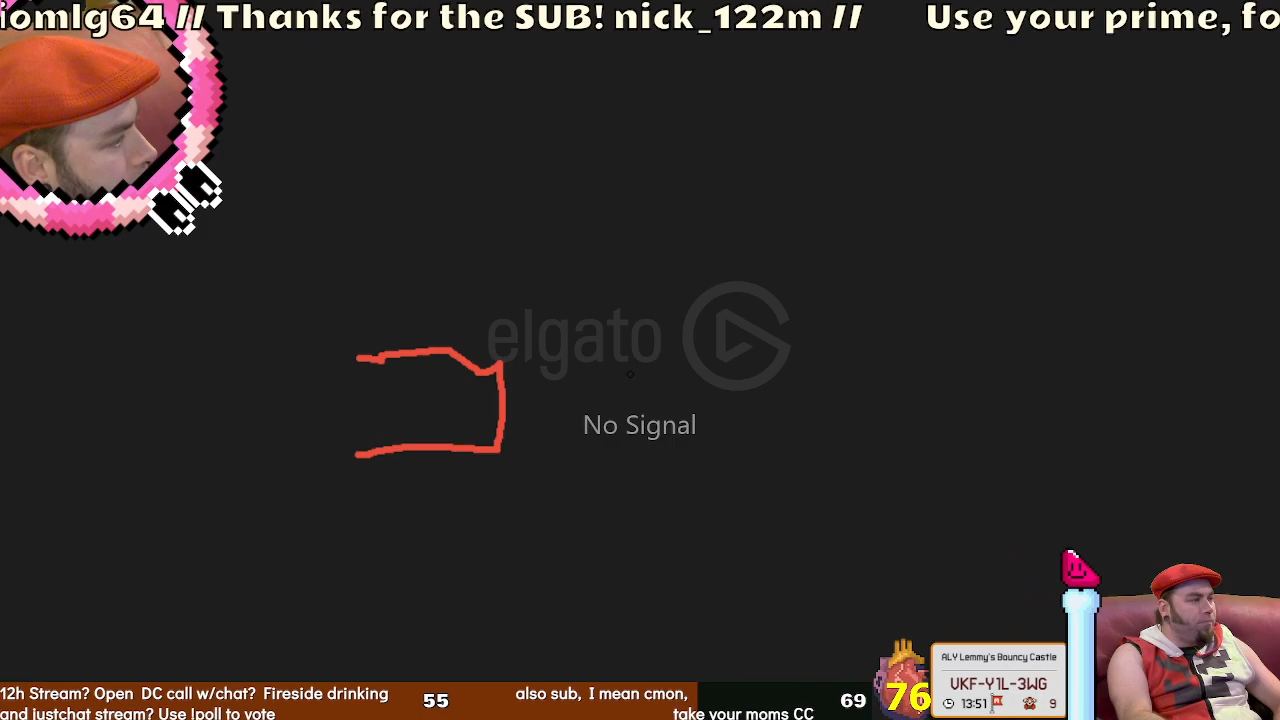 iomlg64 // Thanks for the SUB! nick_122m //
Use your prime, fo
elgato
No Signal
12h Stream? Open DC call w/chat? Fireside drinking
and justchat stream? Use !poll to vote
55
also sub, I mean cmon,
take your moms CC
69
76
ALY Lemmy's Bouncy Castle
UKF-Y1L-3WG
13:51
9